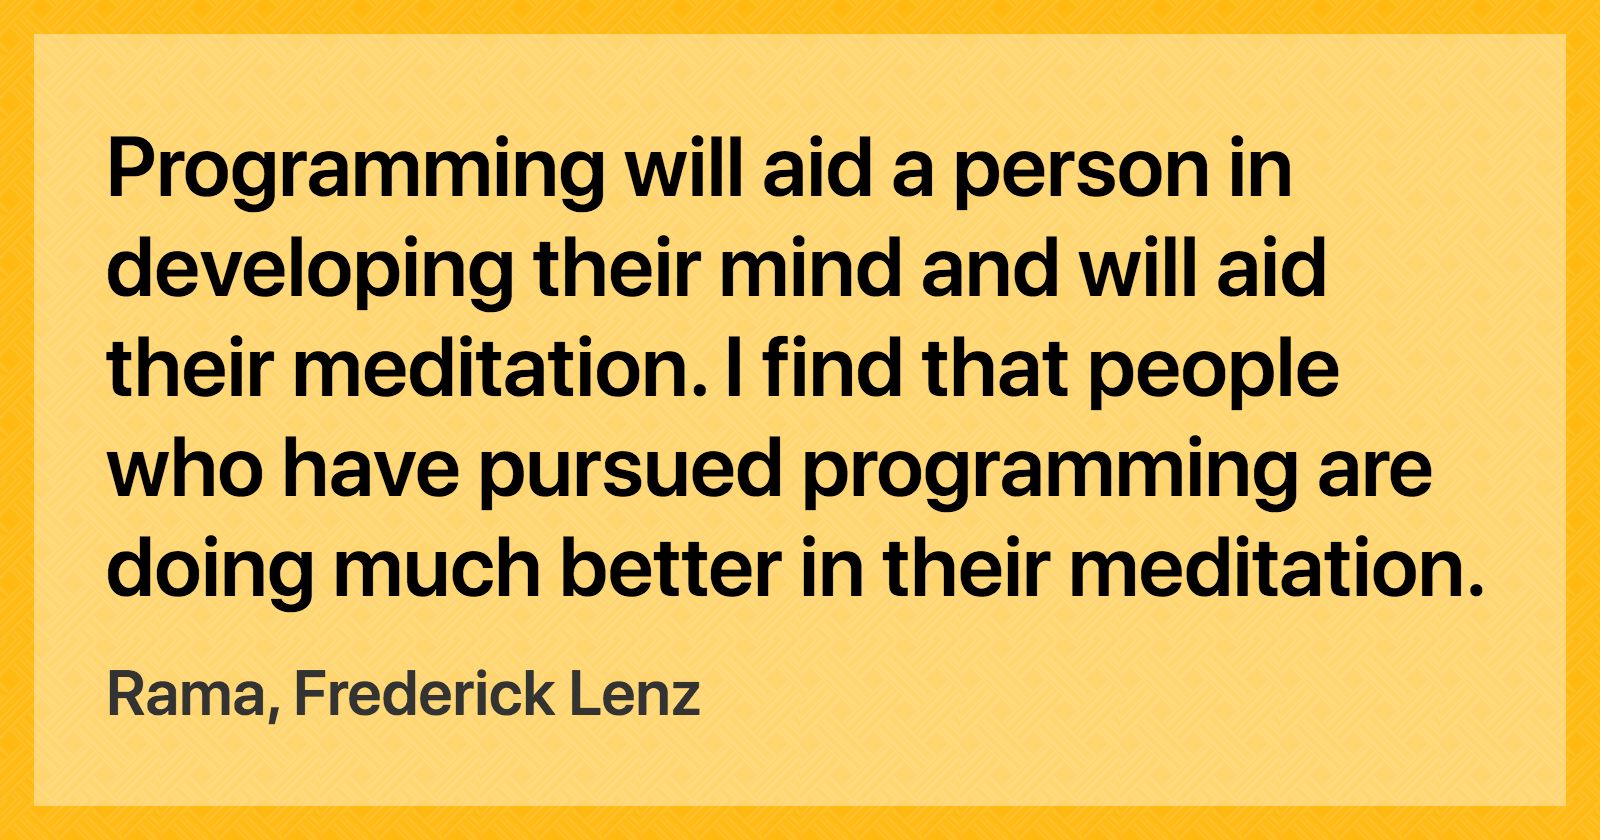 Programming will aid a person in
developing their mind and will aid
their meditation. I find that people
who have pursued programming are
doing much better in their meditation.
Rama, Frederick Lenz